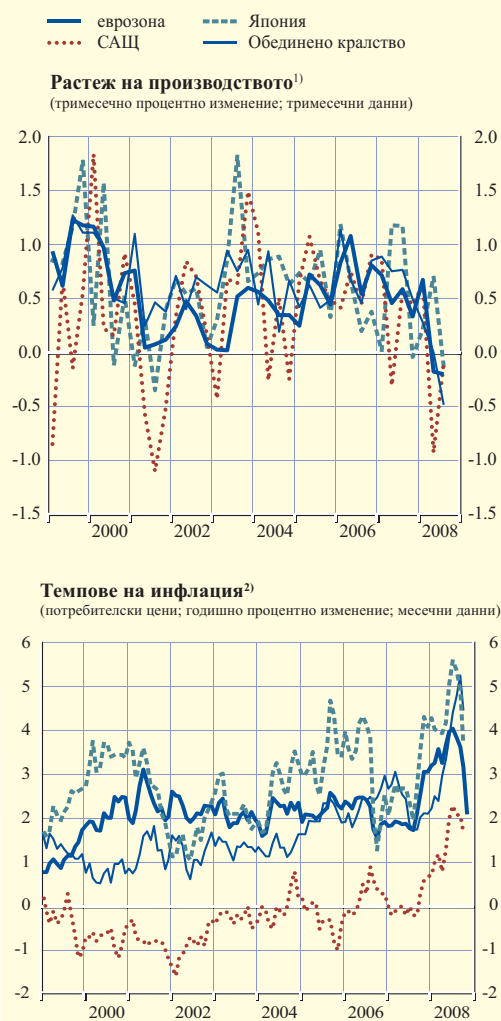 еврозона Япония
САЩ Обединено кралство
Растеж на производството1)
(тримесечно процентно изменение; тримесечни данни)
2.0 2.0
1.5 1.5
1.0 1.0
0.5 0.5
0.0 0.0
-0.5 -0.5
-1.0 -1.0
-1.5 -1.5
2000 2002 2004 2006 2008
Темпове на инфлация2)
(потребителски цени; годишно процентно изменение; месечни данни)
6 6
5 5
4 4
3 3
2 2
1 1
0 0
-1 -1
-2 -2
2000 2002 2004 2006 2008